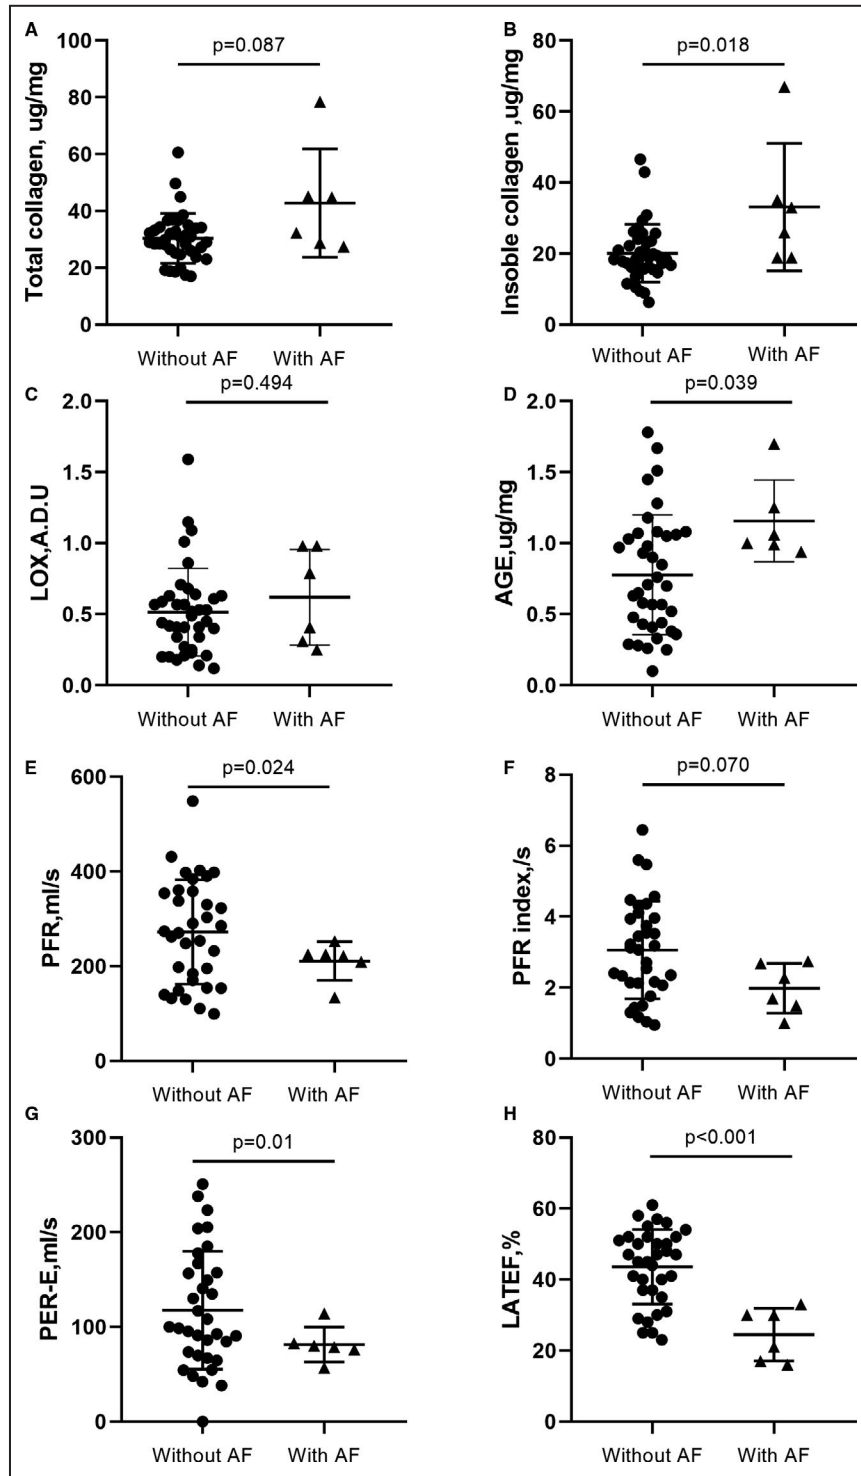 A
p=0.087
Total collagen, ug/mg
100
80
60
40
20
0
Without AF
With AF
B
p=0.018
Insoble collagen ,ug/mg
80
60
40
20
0
Without AF
With AF
C
p=0.494
LOX,A.D.U
2.0
1.5
1.0
0.5
0.0
Without AF
With AF
D
p=0.039
AGE,ug/mg
2.0
1.5
1.0
0.5
0.0
Without AF
With AF
E
p=0.024
PFR,ml/s
600
400
200
0
Without AF
With AF
F
p=0.070
PFR index,/s
8
6
4
2
0
Without AF
With AF
G
p=0.01
PER-E,ml/s
300
200
100
0
Without AF
With AF
H
p<0.001
LATEF,%
80
60
40
20
0
Without AF
With AF